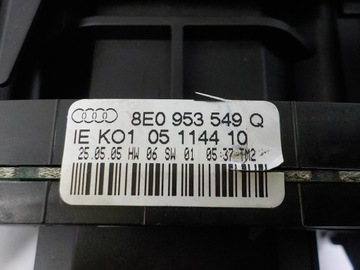 8E0 953 549 Q
IE KO1 05 1144 10
25.05.05 HW 06 SW 01 05:37 TM2